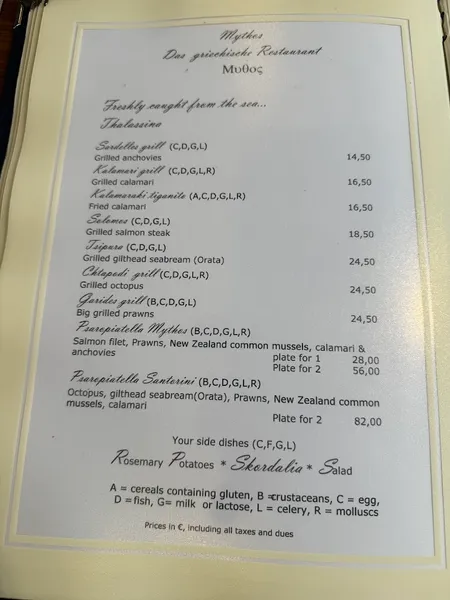 Mythos
Das griechische Restaurant
Μυθος
Freshly caught from the sea...
Thalassina
Sardelles grill (C,D,G,L)
Grilled anchovies 14,50
Kalamari grill (C,D,G,L,R)
Grilled calamari 16,50
Kalamaraki tiganito (A,C,D,G,L,R)
Fried calamari 16,50
Solomos (C,D,G,L)
Grilled salmon steak 18,50
Tsipura (C,D,G,L)
Grilled gilthead seabream (Orata) 24,50
Chtapodi grill (C,D,G,L,R)
Grilled octopus 24,50
Garides grill (B,C,D,G,L)
Big grilled prawns 24,50
Psaropiatella Mythos (B,C,D,G,L,R)
Salmon filet, Prawns, New Zealand common mussels, calamari &
anchovies plate for 1 28,00
Plate for 2 56,00
Psaropiatella Santorini (B,C,D,G,L,R)
Octopus, gilthead seabream(Orata), Prawns, New Zealand common
mussels, calamari
Plate for 2 82,00
Your side dishes (C,F,G,L)
Rosemary Potatoes * Skordalia * Salad
A = cereals containing gluten, B =crustaceans, C = egg,
D =fish, G= milk or lactose, L = celery, R = molluscs
Prices in €, including all taxes and dues